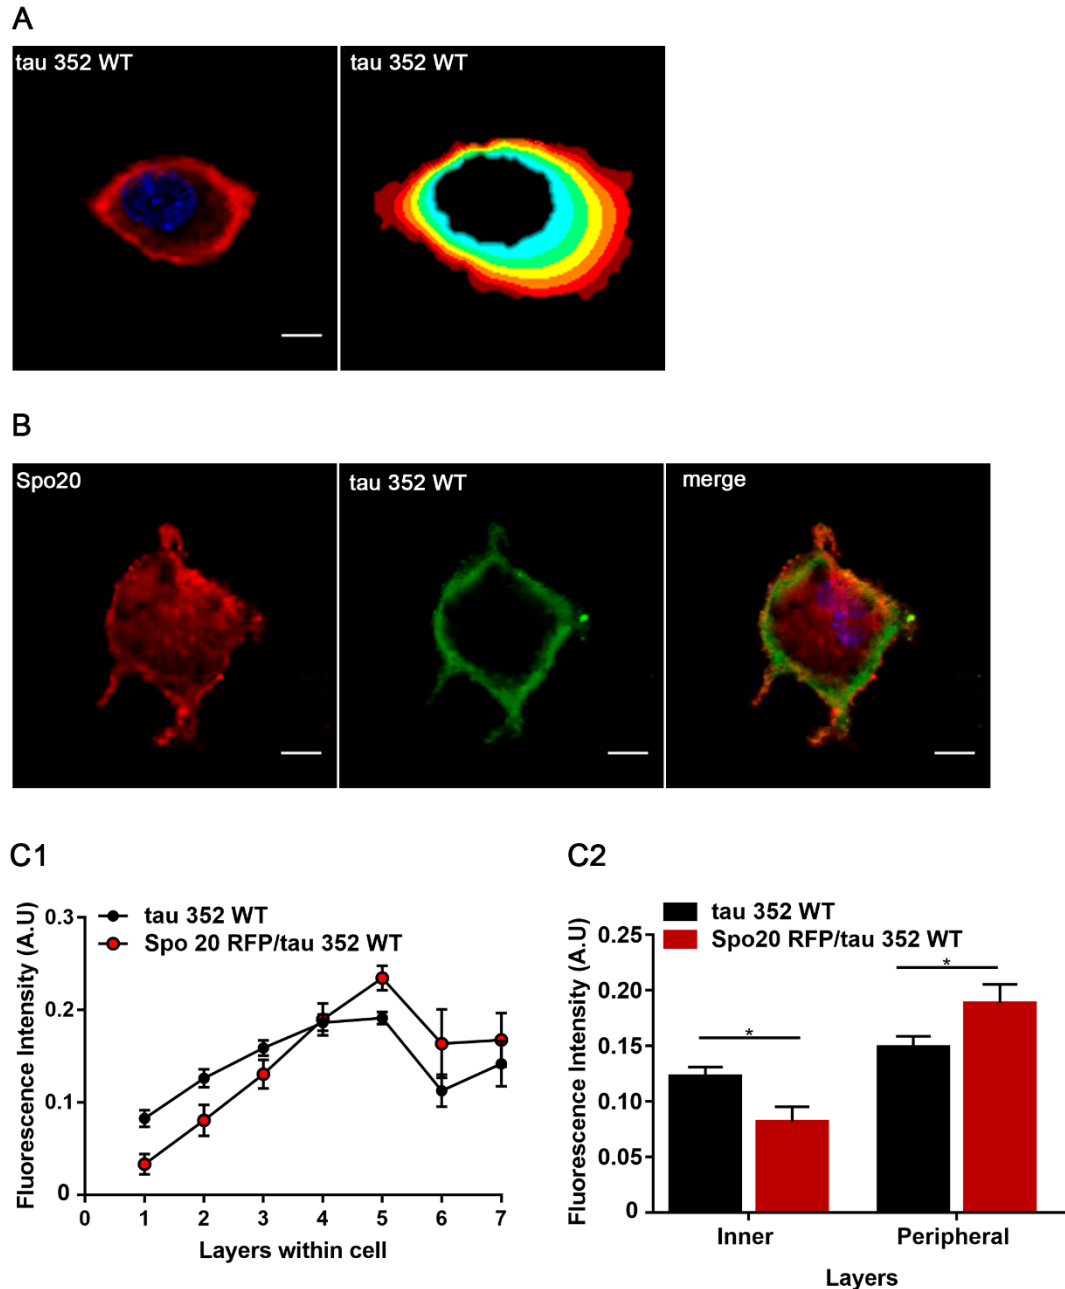 A
tau 352 WT
tau 352 WT
B
Spo20
tau 352 WT
merge
C1
tau 352 WT
Spo 20 RFP/tau 352 WT
Fluorescence Intensity (A.U)
0.3
0.2
0.1
0
0 1 2 3 4 5 6 7
Layers within cell
C2
tau 352 WT
Spo20 RFP/tau 352 WT
Fluorescence Intensity (A.U)
0.25
0.20
0.15
0.10
0.05
0
*
*
Inner Peripheral
Layers